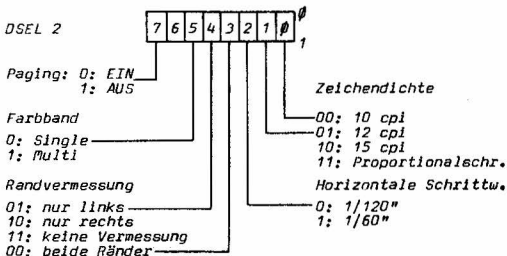 DSEL 2
7 6 5 4 3 2 1 0
0
1
Paging: 0: EIN
1: AUS
Farbband
0: Single
1: Multi
Randvermessung
01: nur links
10: nur rechts
11: keine Vermessung
00: beide Ränder
Zeichendichte
00: 10 cpi
01: 12 cpi
10: 15 cpi
11: Proportionalschr.
Horizontale Schrittw.
0: 1/120"
1: 1/60"